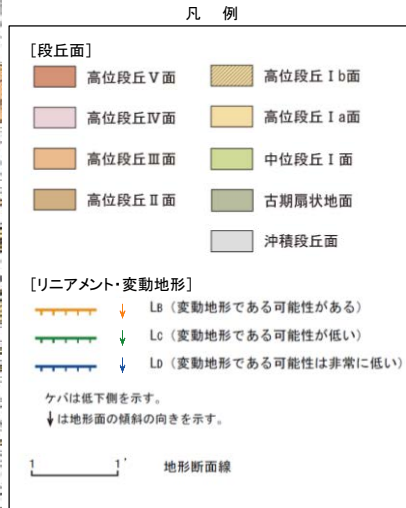 凡 例
[段丘面]
高位段丘Ⅴ面
高位段丘Ⅳ面
高位段丘Ⅲ面
高位段丘Ⅱ面
高位段丘Ⅰb面
高位段丘Ⅰa面
中位段丘Ⅰ面
古期扇状地面
沖積段丘面
[リニアメント・変動地形]
LB (変動地形である可能性がある)
LC (変動地形である可能性が低い)
LD (変動地形である可能性は非常に低い)
ケバは低下側を示す。
↓は地形面の傾斜の向きを示す。
1 1' 地形断面線